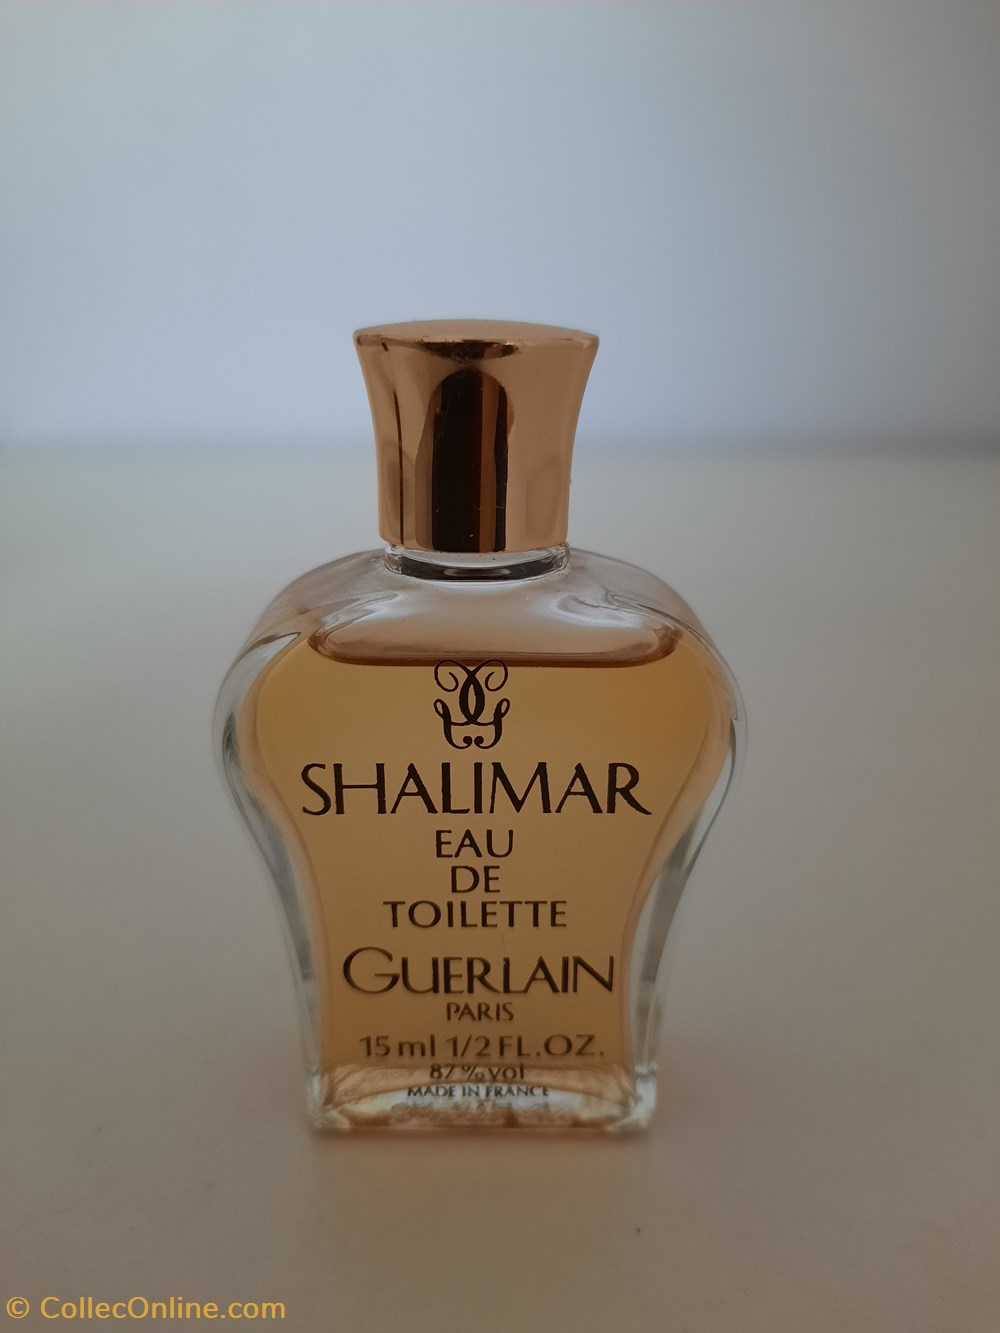 SHALIMAR
EAU
DE
TOILETTE
GUERLAIN
PARIS
15 ml 1/2 FL.OZ.
87% vol
MADE IN FRANCE
© CollecOnline.com